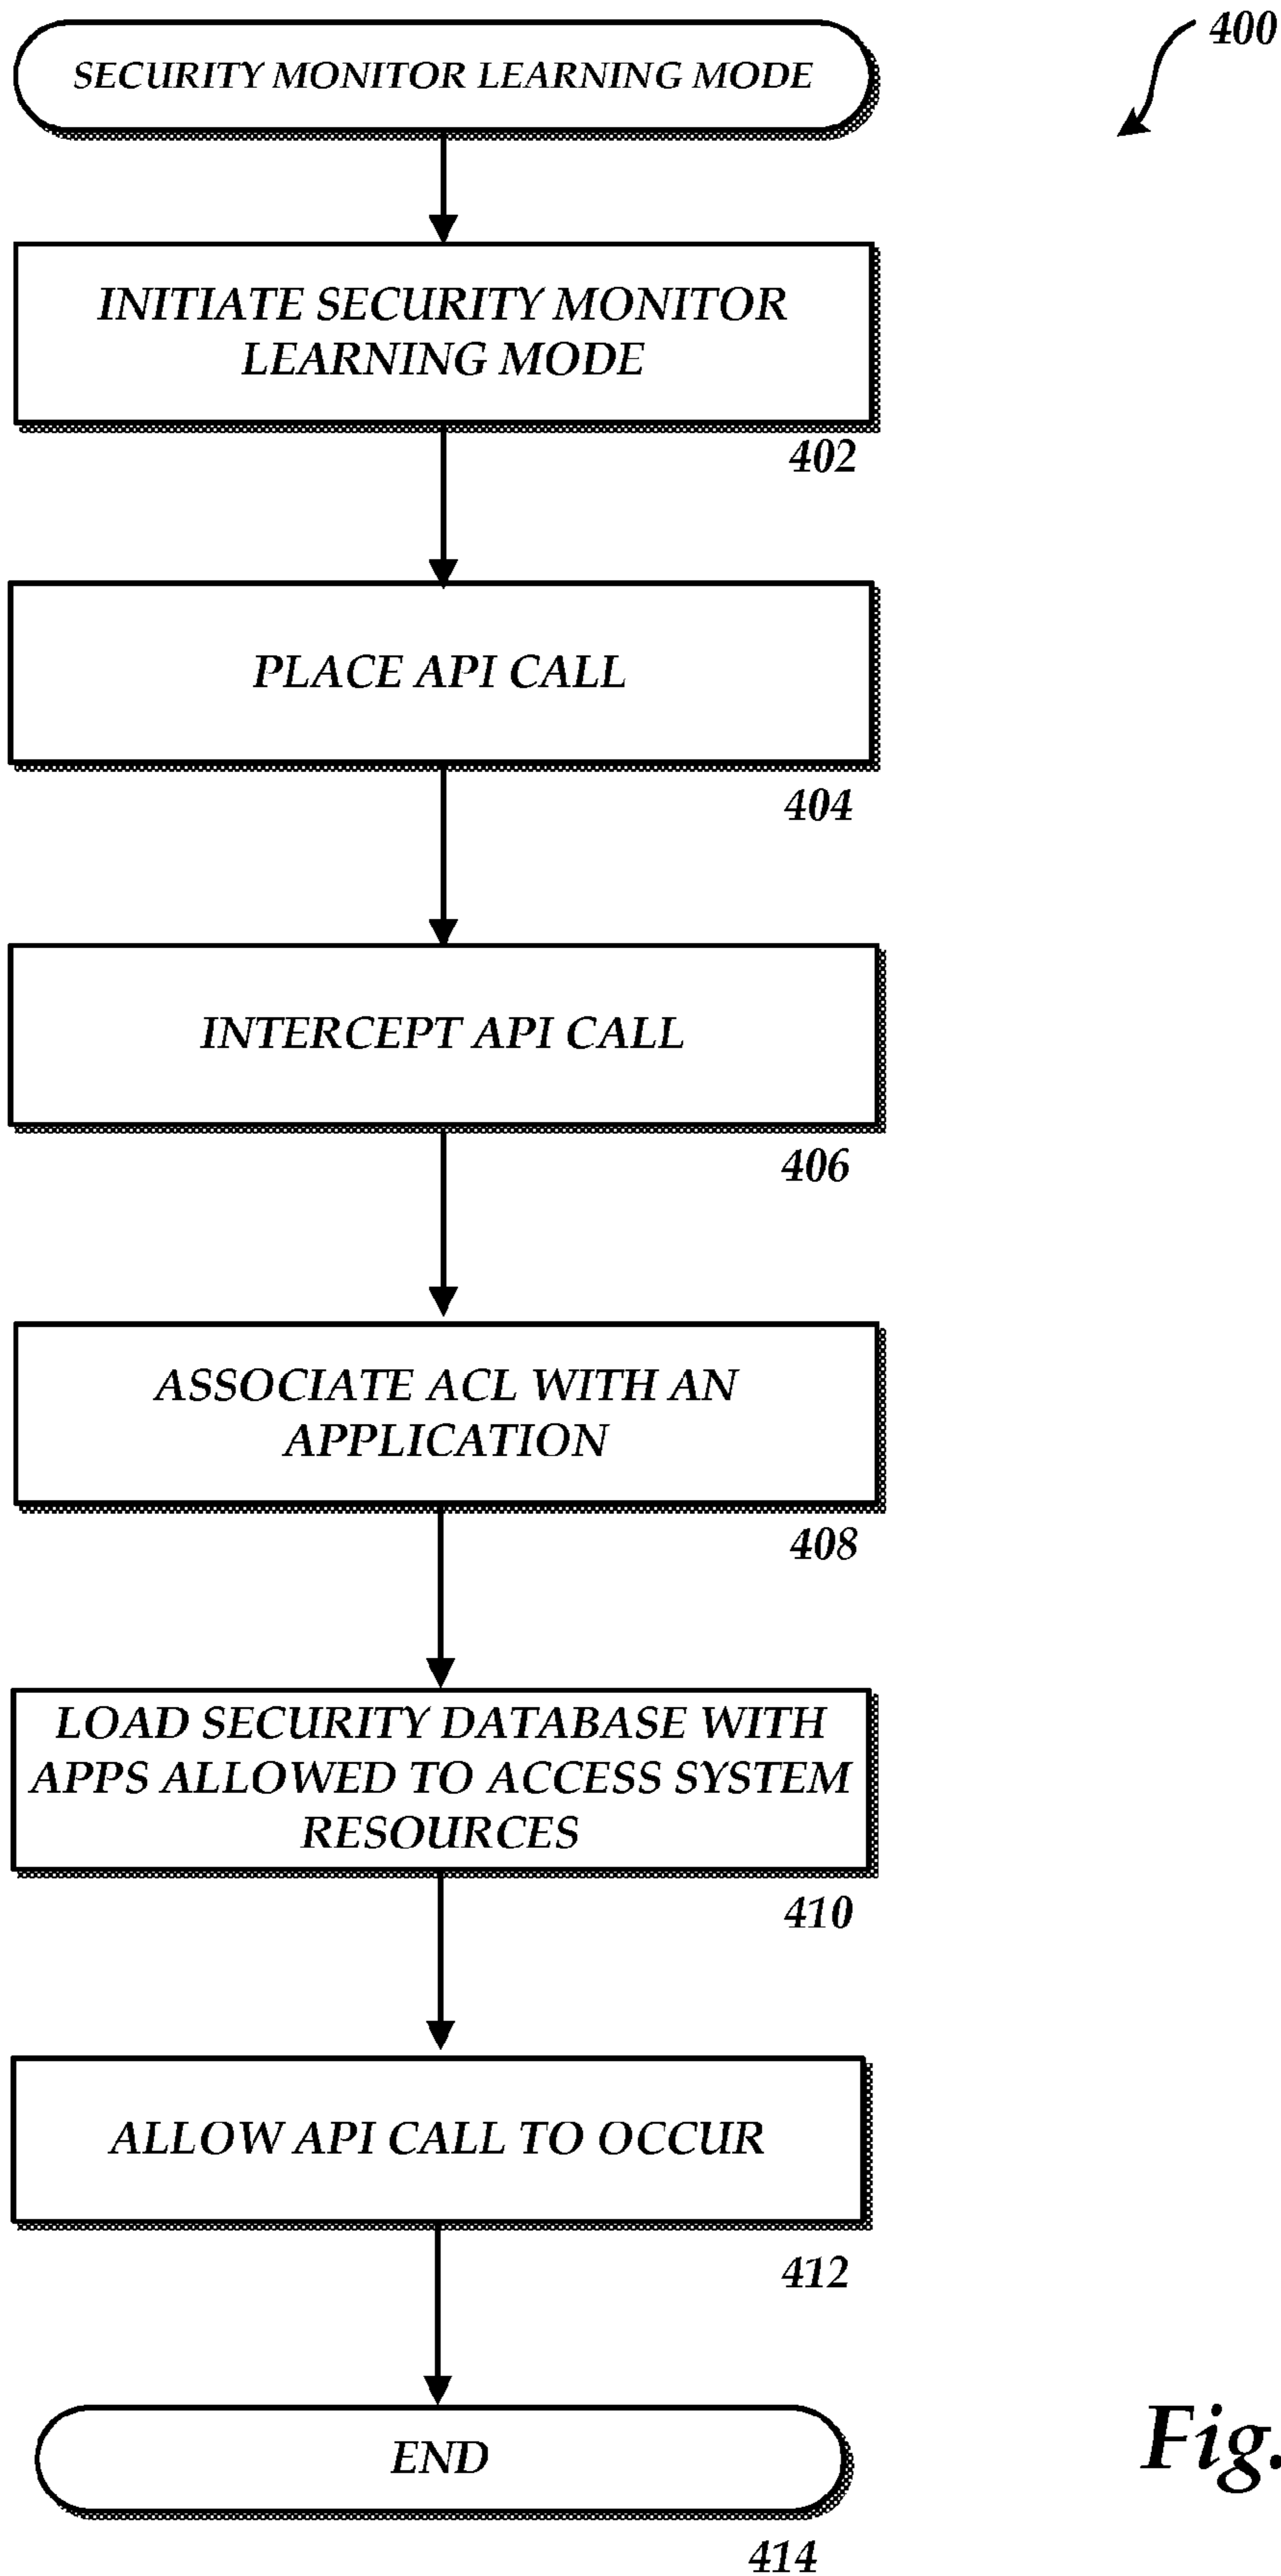 SECURITY MONITOR LEARNING MODE
400
INITIATE SECURITY MONITOR
LEARNING MODE
402
PLACE API CALL
404
INTERCEPT API CALL
406
ASSOCIATE ACL WITH AN
APPLICATION
408
LOAD SECURITY DATABASE WITH
APPS ALLOWED TO ACCESS SYSTEM
RESOURCES
410
ALLOW API CALL TO OCCUR
412
END
414
Fig.